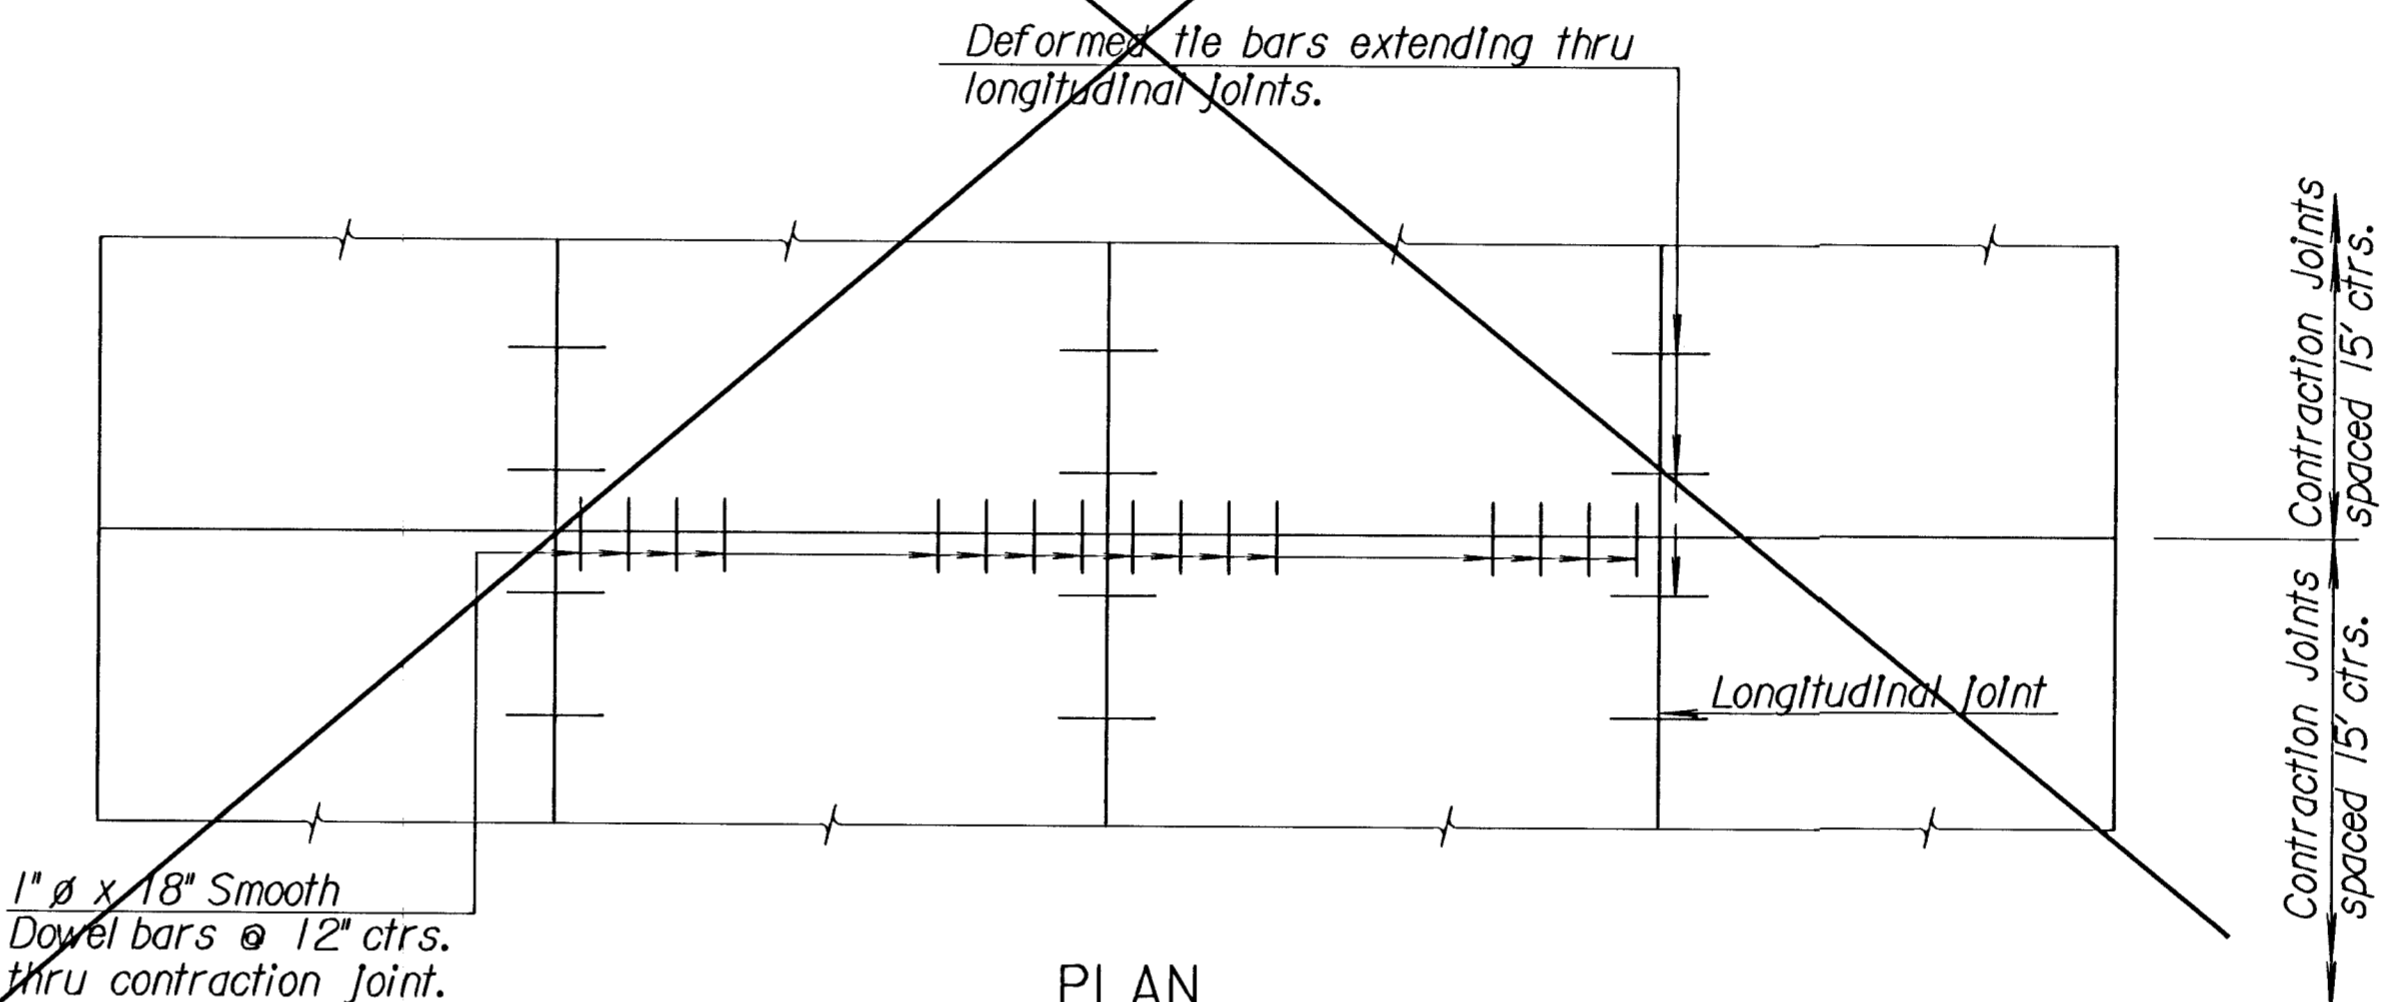 Deformed tie bars extending thru
longitudinal joints.
Contraction Joints
spaced 15' ctrs.
Contraction Joints
spaced 15' ctrs.
Longitudinal joint
1" ø x 18" Smooth
Dowel bars @ 12" ctrs.
thru contraction joint.
PLAN